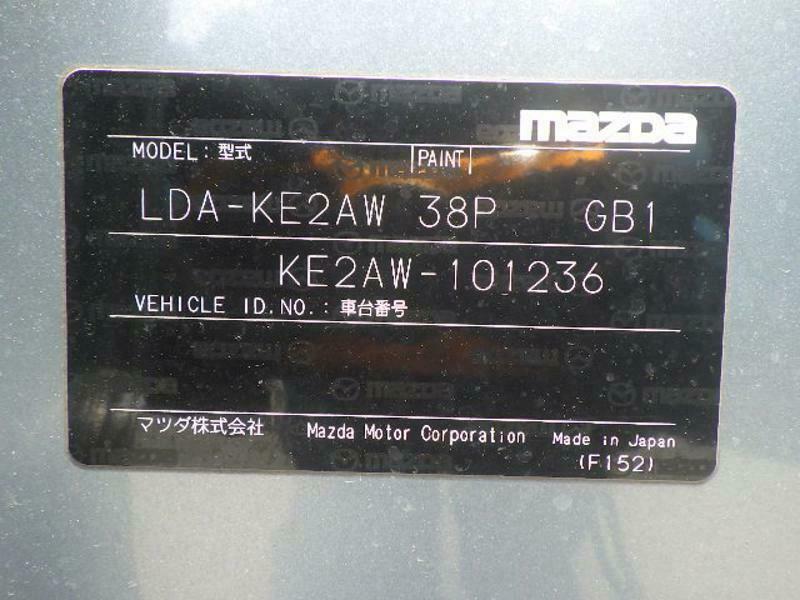 mazda
MODEL : 型式 PAINT
LDA-KE2AW 38P GB1
KE2AW-101236
VEHICLE ID.NO. : 車台番号
マツダ株式会社 Mazda Motor Corporation Made in Japan
(F152)